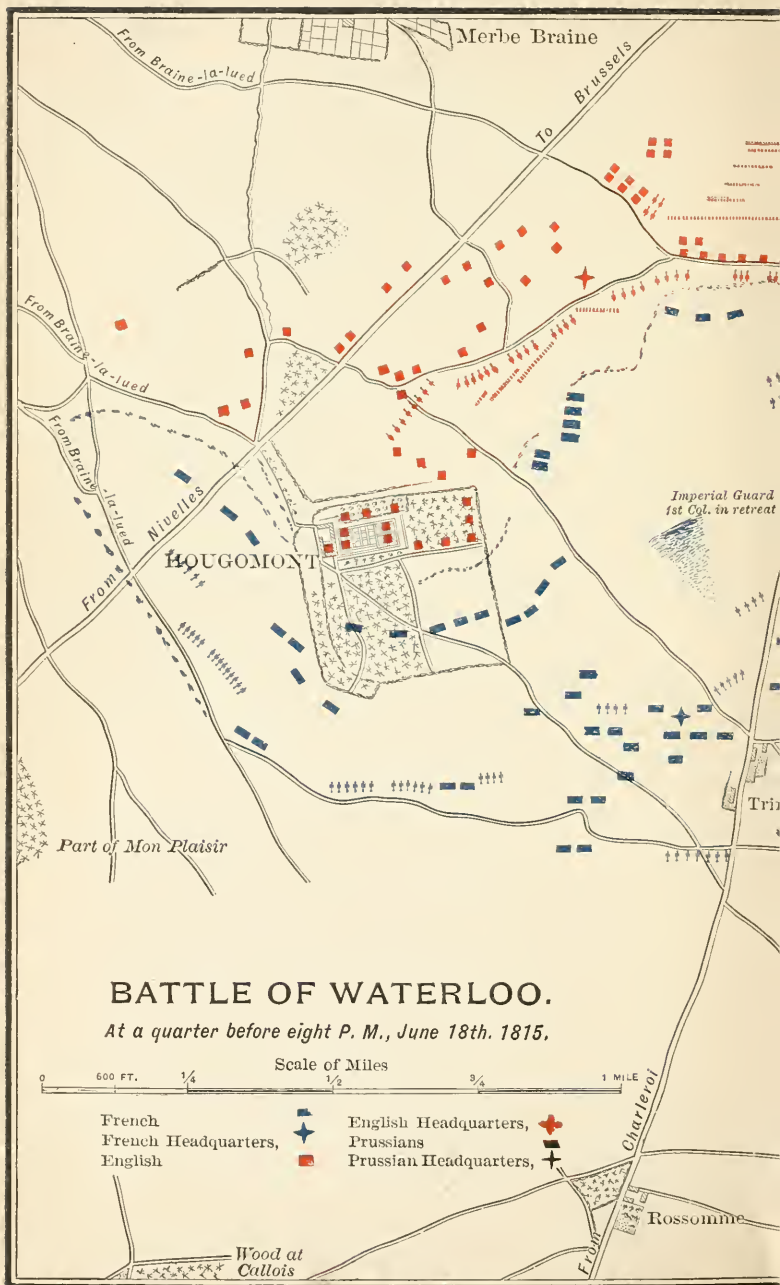 Merbe Braine
From Braine-la-lued
To Brussels
From Braine-la-lued
From Braine-la-lued
From Nivelles
HOUGOMONT
Imperial Guard
1st Col. in retreat
Part of Mon Plaisir
BATTLE OF WATERLOO.
At a quarter before eight P. M., June 18th. 1815.
Scale of Miles
0 600 FT. 1/4 1/2 3/4 1 MILE
French
French Headquarters,
English
English Headquarters,
Prussians
Prussian Headquarters,
From Charleroi
Rossomme
Wood at
Callois